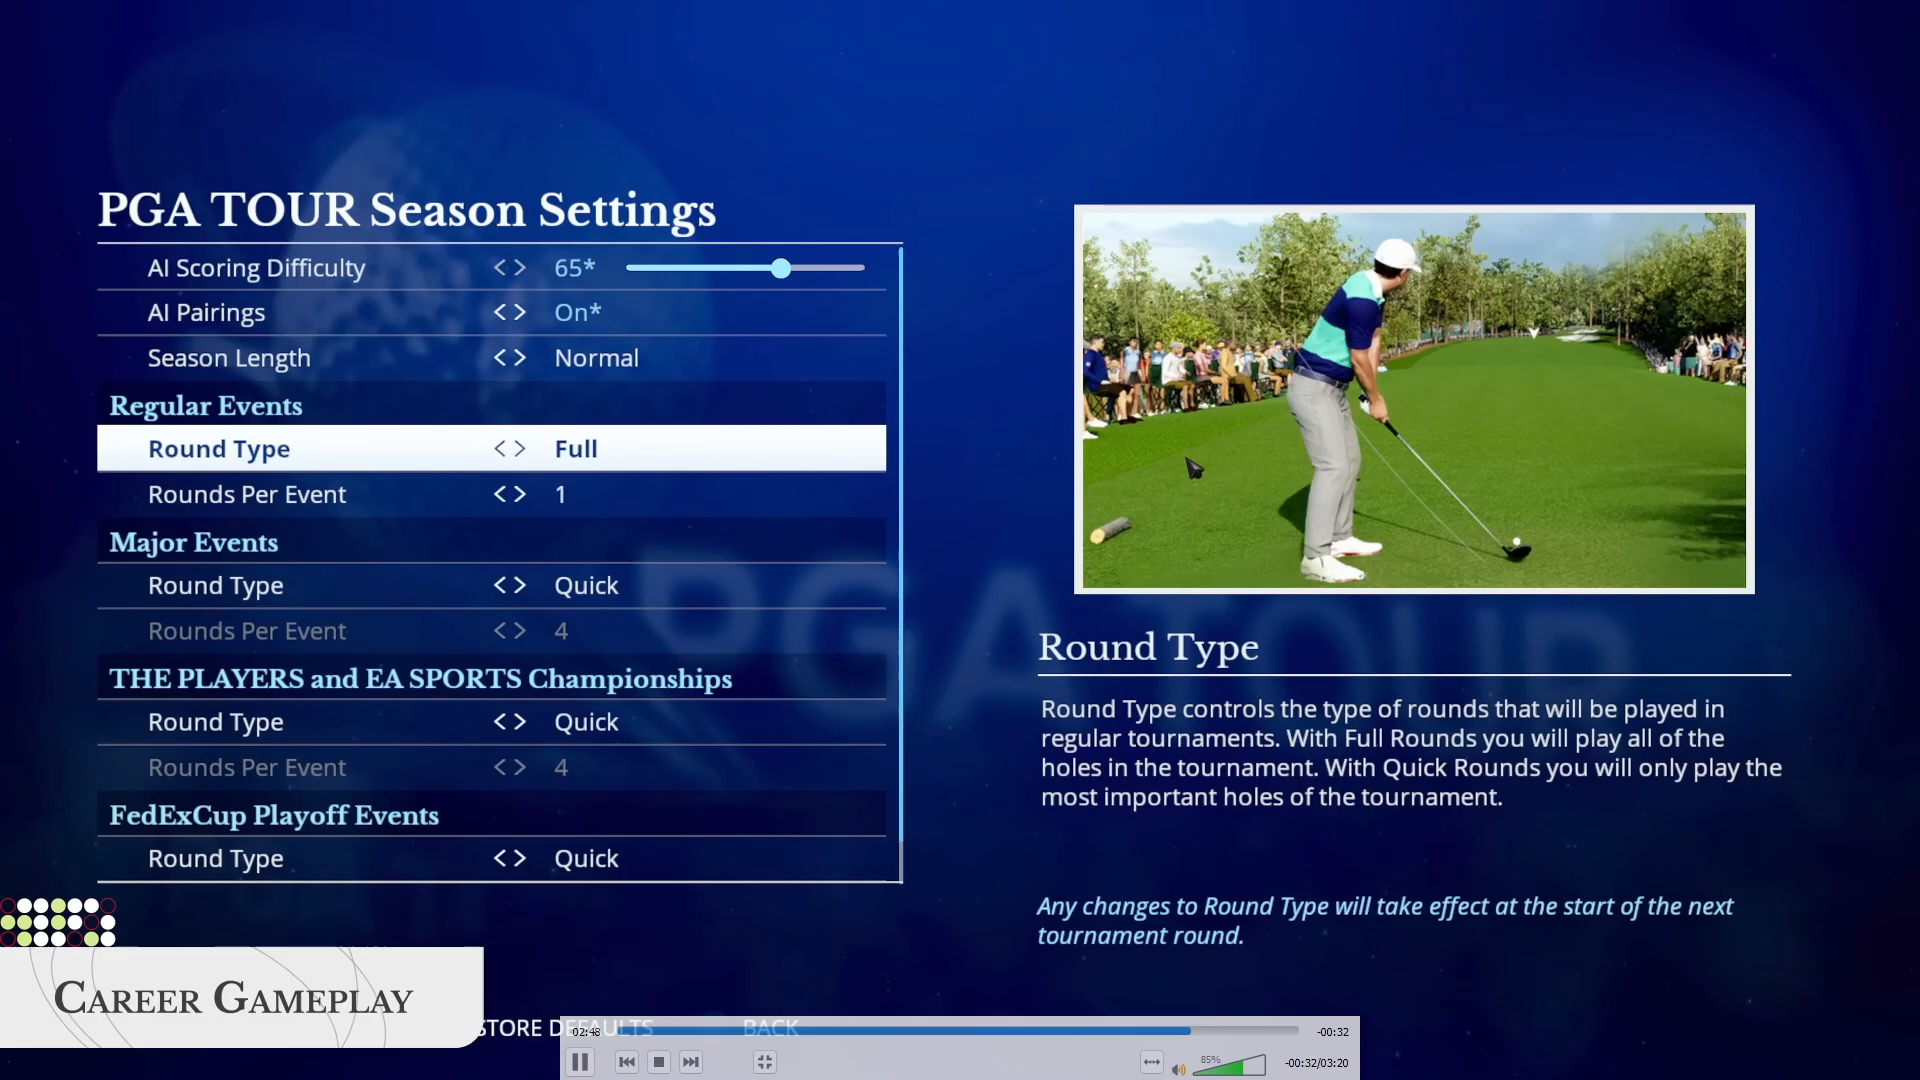 PGA TOUR Season Settings
AI Scoring Difficulty < > 65*
AI Pairings < > On*
Season Length < > Normal
Regular Events
Round Type < > Full
Rounds Per Event < > 1
Major Events
Round Type < > Quick
Rounds Per Event < > 4
THE PLAYERS and EA SPORTS Championships
Round Type < > Quick
Rounds Per Event < > 4
FedExCup Playoff Events
Round Type < > Quick
PGA TOUR
Round Type
Round Type controls the type of rounds that will be played in
regular tournaments. With Full Rounds you will play all of the
holes in the tournament. With Quick Rounds you will only play the
most important holes of the tournament.
Any changes to Round Type will take effect at the start of the next
tournament round.
CAREER GAMEPLAY
STORE DEFAULTS BACK
02:48 -00:32
85% -00:32/03:20